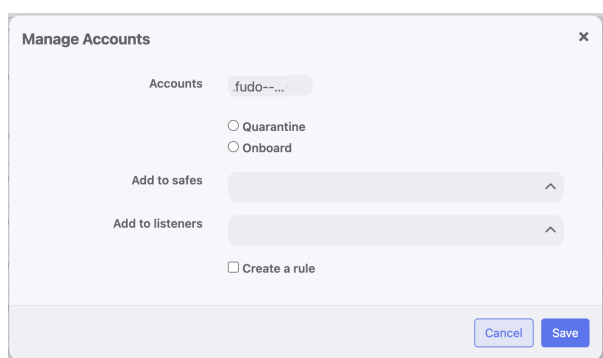 Manage Accounts
Accounts
.fudo--...
Quarantine
Onboard
Add to safes
Add to listeners
Create a rule
Cancel Save